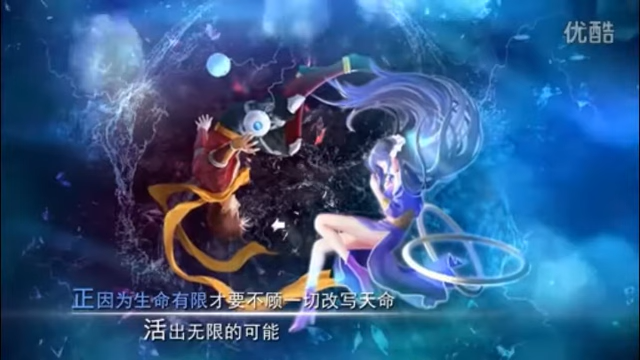 优酷
正因为生命有限才要不顾一切改写天命
活出无限的可能